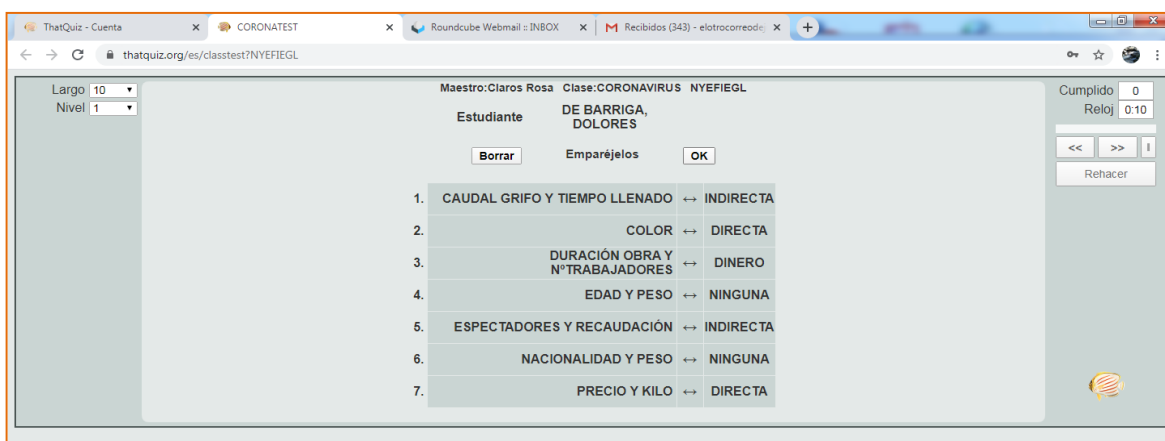 ThatQuiz - Cuenta
CORONATEST
Roundcube Webmail :: INBOX
Recibidos (343) - elotrocorreode
thatquiz.org/es/classtest?NYEFIEGL
Largo 10
Nivel 1
Maestro:Claros Rosa Clase:CORONAVIRUS NYEFIEGL
Estudiante DE BARRIGA,
DOLORES
Borrar Emparéjelos OK
Cumplido 0
Reloj 0:10
<< >> I
Rehacer
1. CAUDAL GRIFO Y TIEMPO LLENADO ↔ INDIRECTA
2. COLOR ↔ DIRECTA
3. DURACIÓN OBRA Y
NºTRABAJADORES ↔ DINERO
4. EDAD Y PESO ↔ NINGUNA
5. ESPECTADORES Y RECAUDACIÓN ↔ INDIRECTA
6. NACIONALIDAD Y PESO ↔ NINGUNA
7. PRECIO Y KILO ↔ DIRECTA